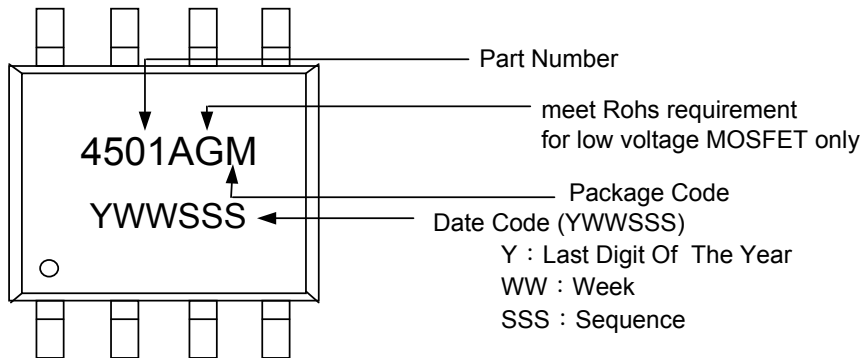 Part Number
meet Rohs requirement
for low voltage MOSFET only
4501AGM
Package Code
YWWSSS
Date Code (YWWSSS)
Y：Last Digit Of The Year
WW：Week
SSS：Sequence